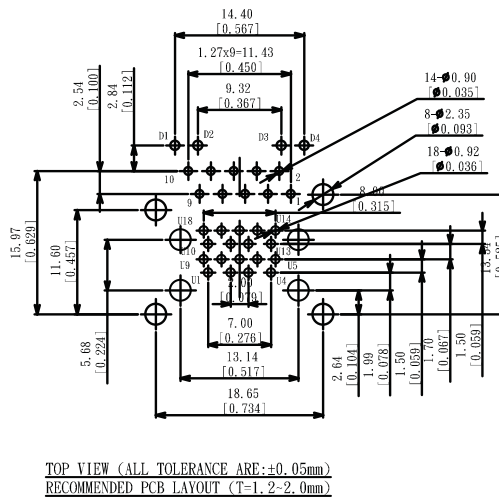 14.40
[0.567]
1.27x9=11.43
[0.450]
9.32
[0.367]
14-Ø0.90
[Ø0.035]
8-Ø2.35
[Ø0.093]
18-Ø0.92
[Ø0.036]
2.54
[0.100]
2.84
[0.112]
D1 D2 D3 D4
10 2
9 1
[0.315]
U18 U14
U10 U13
U9 U5
U1 U4
15.97
[0.629]
11.60
[0.457]
5.68
[0.224]
[0.079]
7.00
[0.276]
13.14
[0.517]
18.65
[0.734]
2.64
[0.104]
1.99
[0.078]
1.50
[0.059]
1.70
[0.067]
1.50
[0.059]
TOP VIEW (ALL TOLERANCE ARE:±0.05mm)
RECOMMENDED PCB LAYOUT (T=1.2~2.0mm)